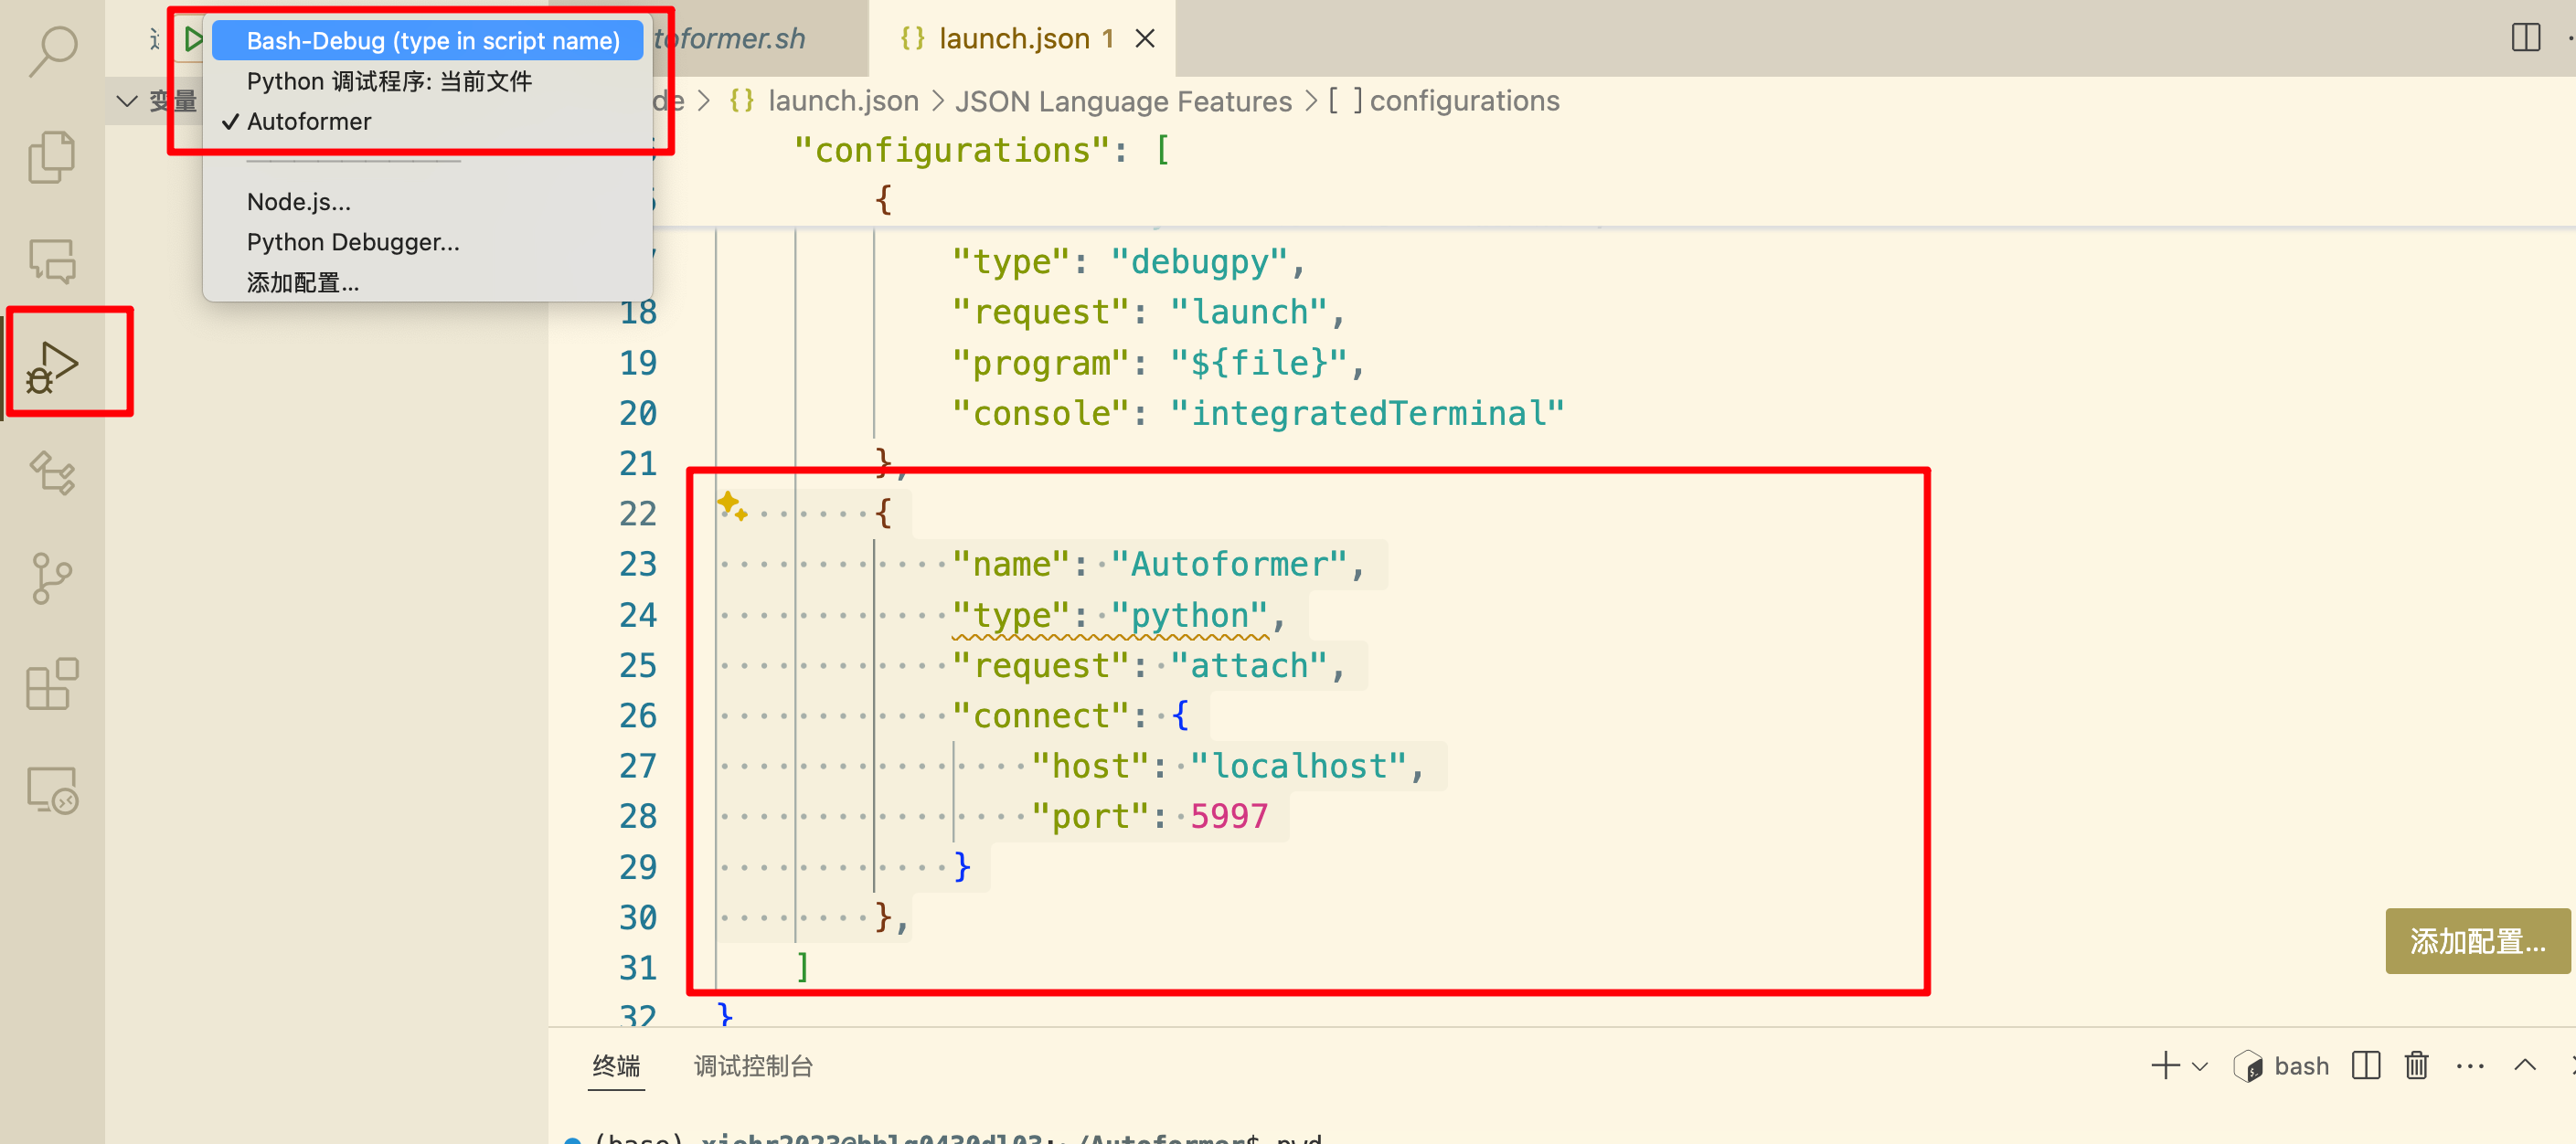 Bash-Debug (type in script name)
Python 调试程序: 当前文件
✓ Autoformer
Node.js...
Python Debugger...
添加配置...
变量
toformer.sh
{} launch.json 1 ×
de > {} launch.json > JSON Language Features > [ ] configurations
"configurations": [
{
"type": "debugpy",
18 "request": "launch",
19 "program": "${file}",
20 "console": "integratedTerminal"
21 },
22 {
23 "name": "Autoformer",
24 "type": "python",
25 "request": "attach",
26 "connect": {
27 "host": "localhost",
28 "port": 5997
29 }
30 },
31 ]
32 }
添加配置...
终端 调试控制台
bash
(base) xiehr2023@bblg0430dl03:~/Autoformer$ pwd